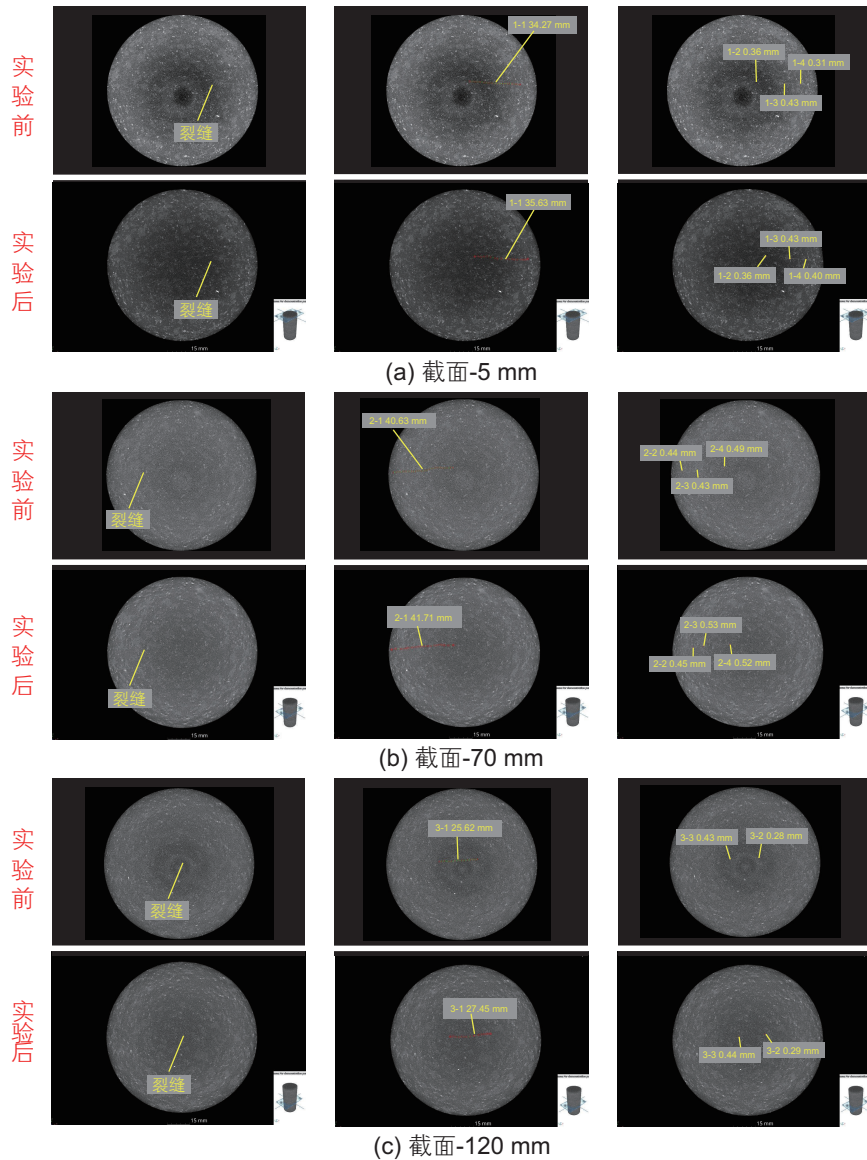 实验前
裂缝
1-1 34.27 mm
1-2 0.36 mm
1-4 0.31 mm
1-3 0.43 mm
实验后
裂缝
15 mm
1-1 35.63 mm
15 mm
1-3 0.43 mm
1-2 0.36 mm
1-4 0.40 mm
15 mm
(a) 截面-5 mm
实验前
裂缝
2-1 40.63 mm
2-4 0.49 mm
2-2 0.44 mm
2-3 0.43 mm
实验后
裂缝
15 mm
2-1 41.71 mm
15 mm
2-3 0.53 mm
2-2 0.45 mm
2-4 0.52 mm
15 mm
(b) 截面-70 mm
实验前
裂缝
3-1 25.62 mm
3-3 0.43 mm
3-2 0.28 mm
实验后
裂缝
15 mm
3-1 27.45 mm
15 mm
3-3 0.44 mm
3-2 0.29 mm
15 mm
(c) 截面-120 mm